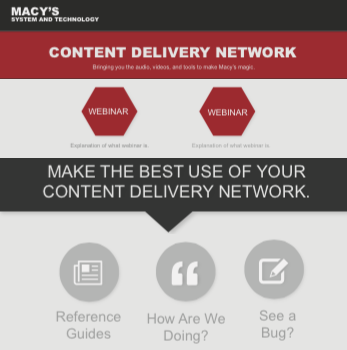 MACY'S
SYSTEM AND TECHNOLOGY
CONTENT DELIVERY NETWORK
Bringing you the audio, videos, and tools to make Macy's magic.
WEBINAR WEBINAR
Explanation of what webinar is. Explanation of what webinar is.
MAKE THE BEST USE OF YOUR
CONTENT DELIVERY NETWORK.
Reference
Guides
How Are We
Doing?
See a
Bug?